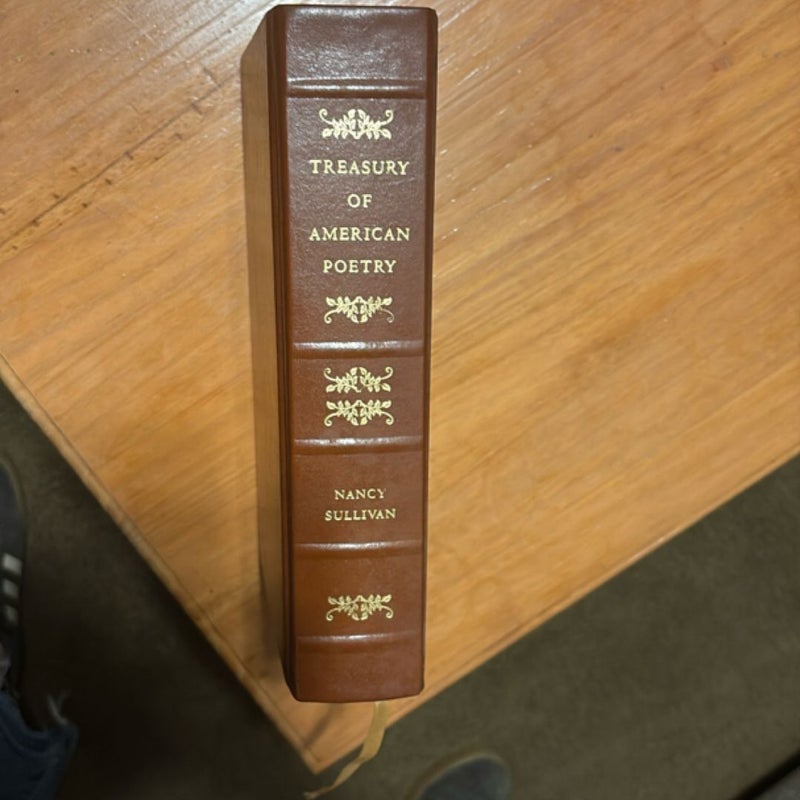 TREASURY
OF
AMERICAN
POETRY
NANCY
SULLIVAN